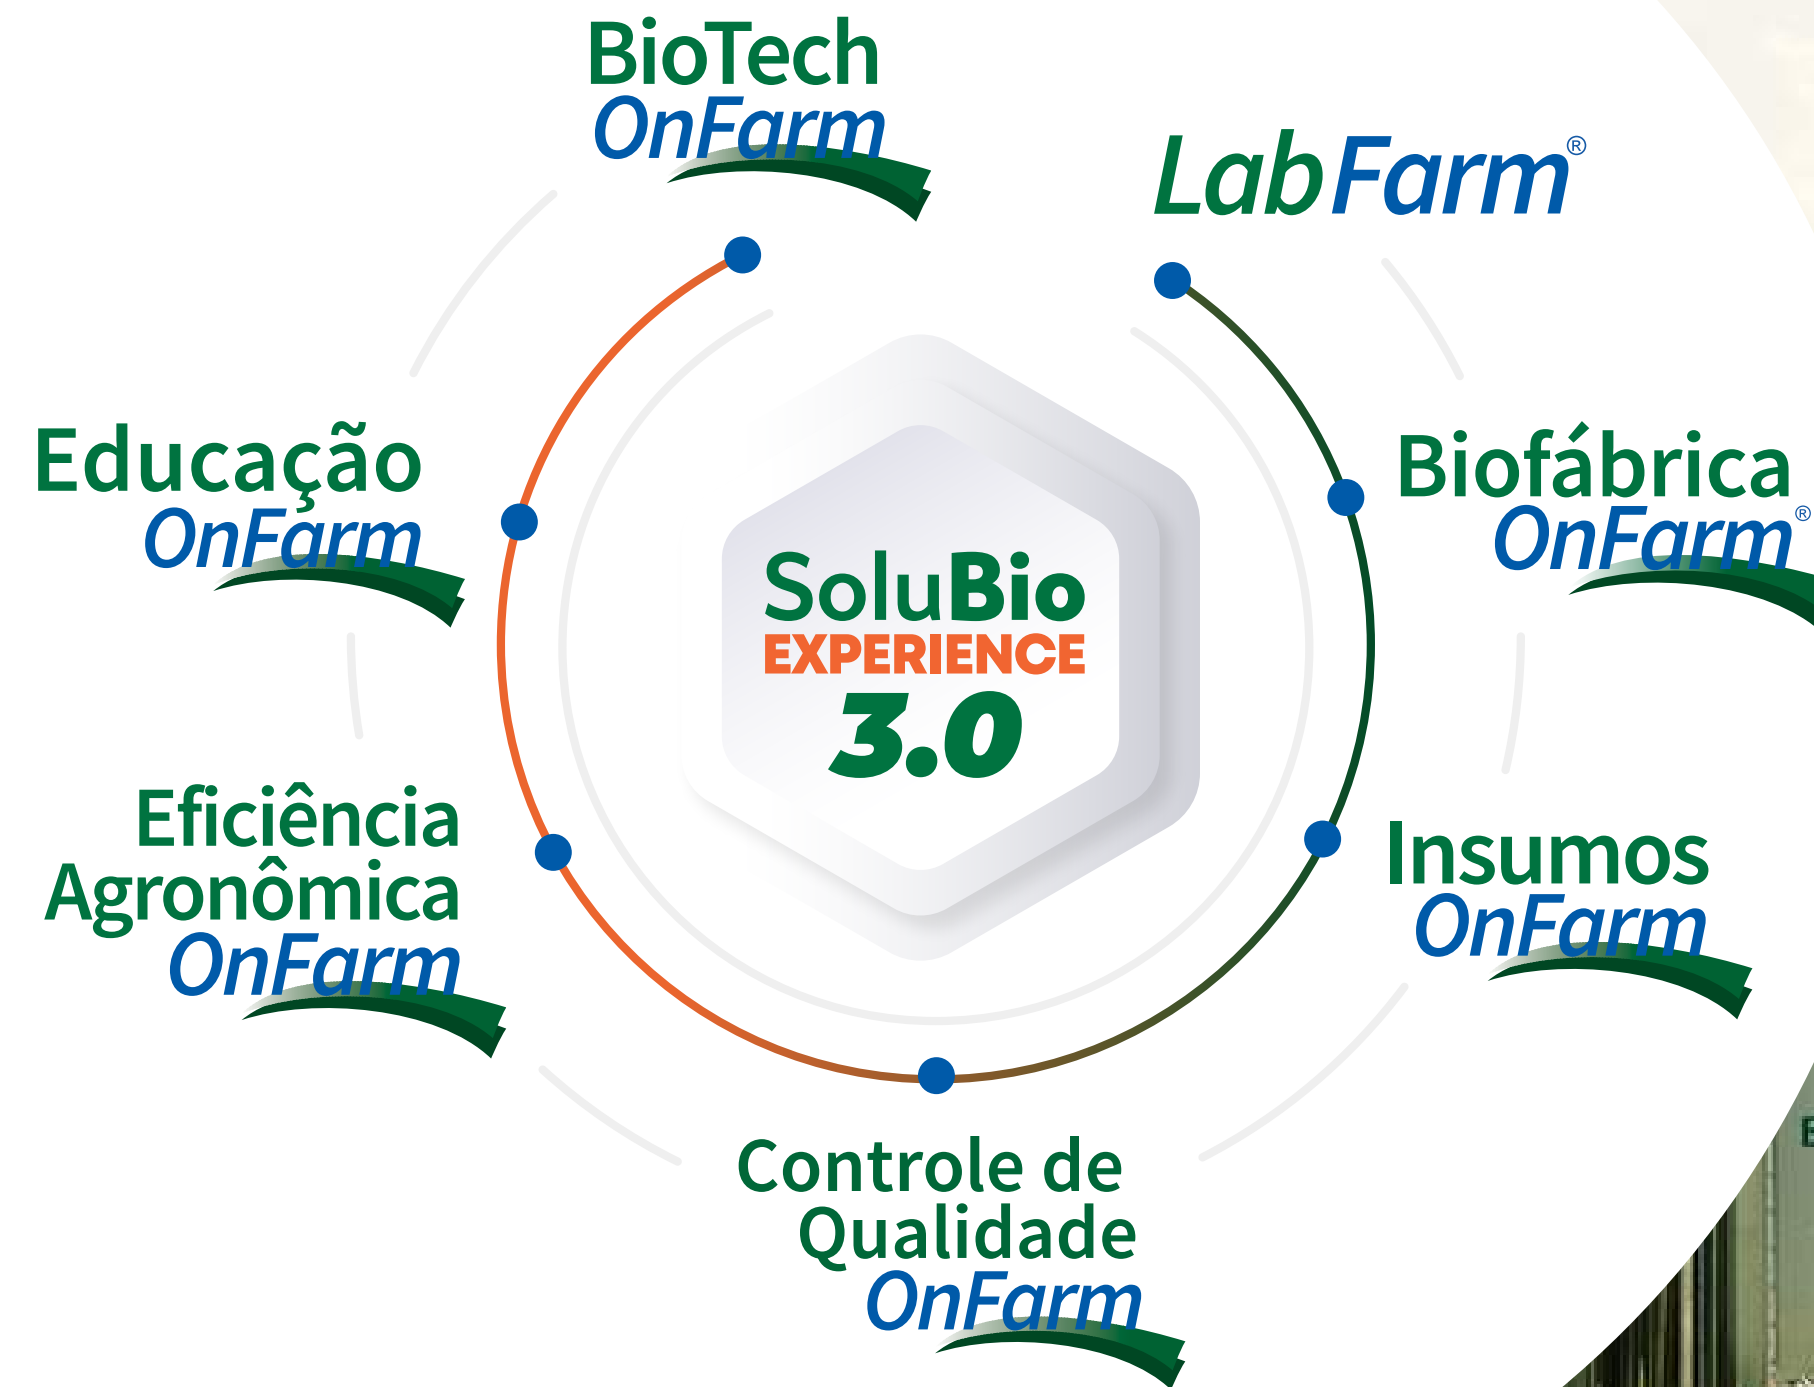 BioTech
OnFarm
LabFarm®
Educação
OnFarm
Biofábrica
OnFarm®
SoluBio
EXPERIENCE
3.0
Eficiência
Agronômica
OnFarm
Insumos
OnFarm
Controle de
Qualidade
OnFarm